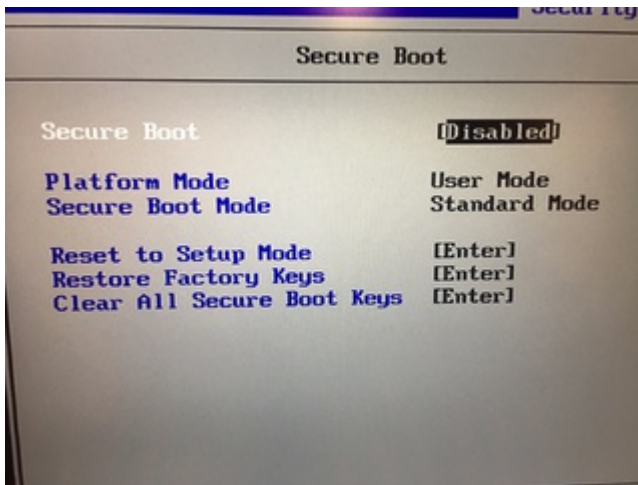 Security
Secure Boot
Secure Boot [Disabled]
Platform Mode User Mode
Secure Boot Mode Standard Mode
Reset to Setup Mode [Enter]
Restore Factory Keys [Enter]
Clear All Secure Boot Keys [Enter]